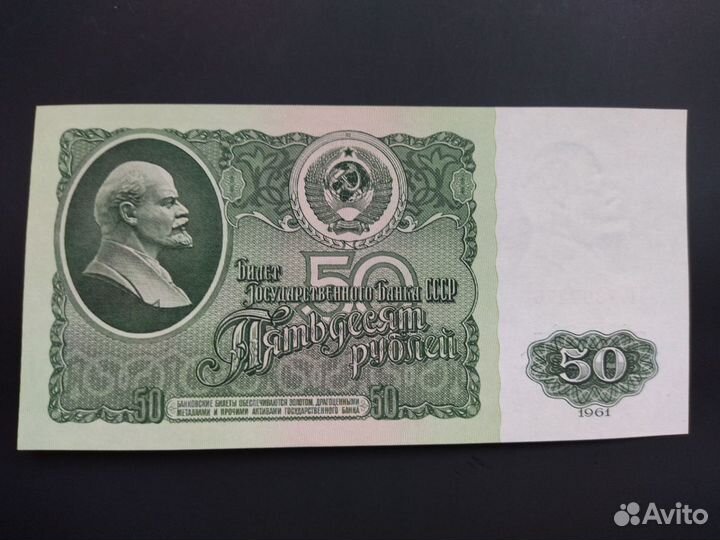 Билет
50
Государственного Банка СССР
Пятьдесят
рублей
50
БАНКОВСКИЕ БИЛЕТЫ ОБЕСПЕЧИВАЮТСЯ ЗОЛОТОМ, ДРАГОЦЕННЫМИ
МЕТАЛЛАМИ И ПРОЧИМИ АКТИВАМИ ГОСУДАРСТВЕННОГО БАНКА
50
50
1961
Avito